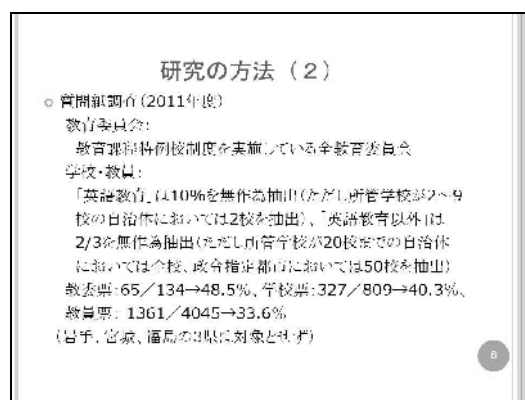 研究の方法（２）
質問紙調査(2011年度)
教育委員会:
教育課程特例校制度を実施している全教育委員会
学校・教員:
「英語教育」は10%を無作為抽出(ただし所管学校が2～9
校の自治体においては2校を抽出)、「英語教育以外」は
2/3を無作為抽出(ただし所管学校が20校までの自治体
においては全校、政令指定都市においては50校を抽出)
教委票:65／134→48.5%、学校票:327／809→40.3%、
教員票: 1361／4045→33.6%
(岩手、宮城、福島の3県は対象とせず)
6